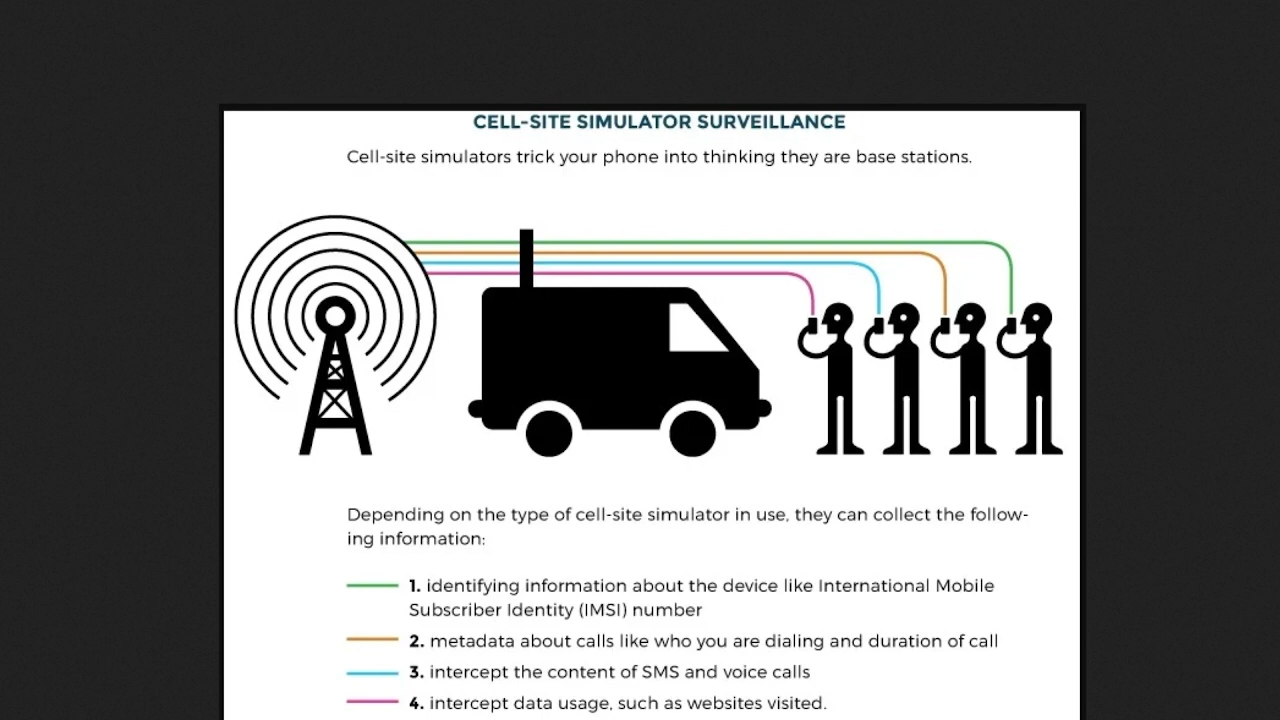 CELL-SITE SIMULATOR SURVEILLANCE
Cell-site simulators trick your phone into thinking they are base stations.
Depending on the type of cell-site simulator in use, they can collect the follow-
ing information:
1. identifying information about the device like International Mobile
Subscriber Identity (IMSI) number
2. metadata about calls like who you are dialing and duration of call
3. intercept the content of SMS and voice calls
4. intercept data usage, such as websites visited.